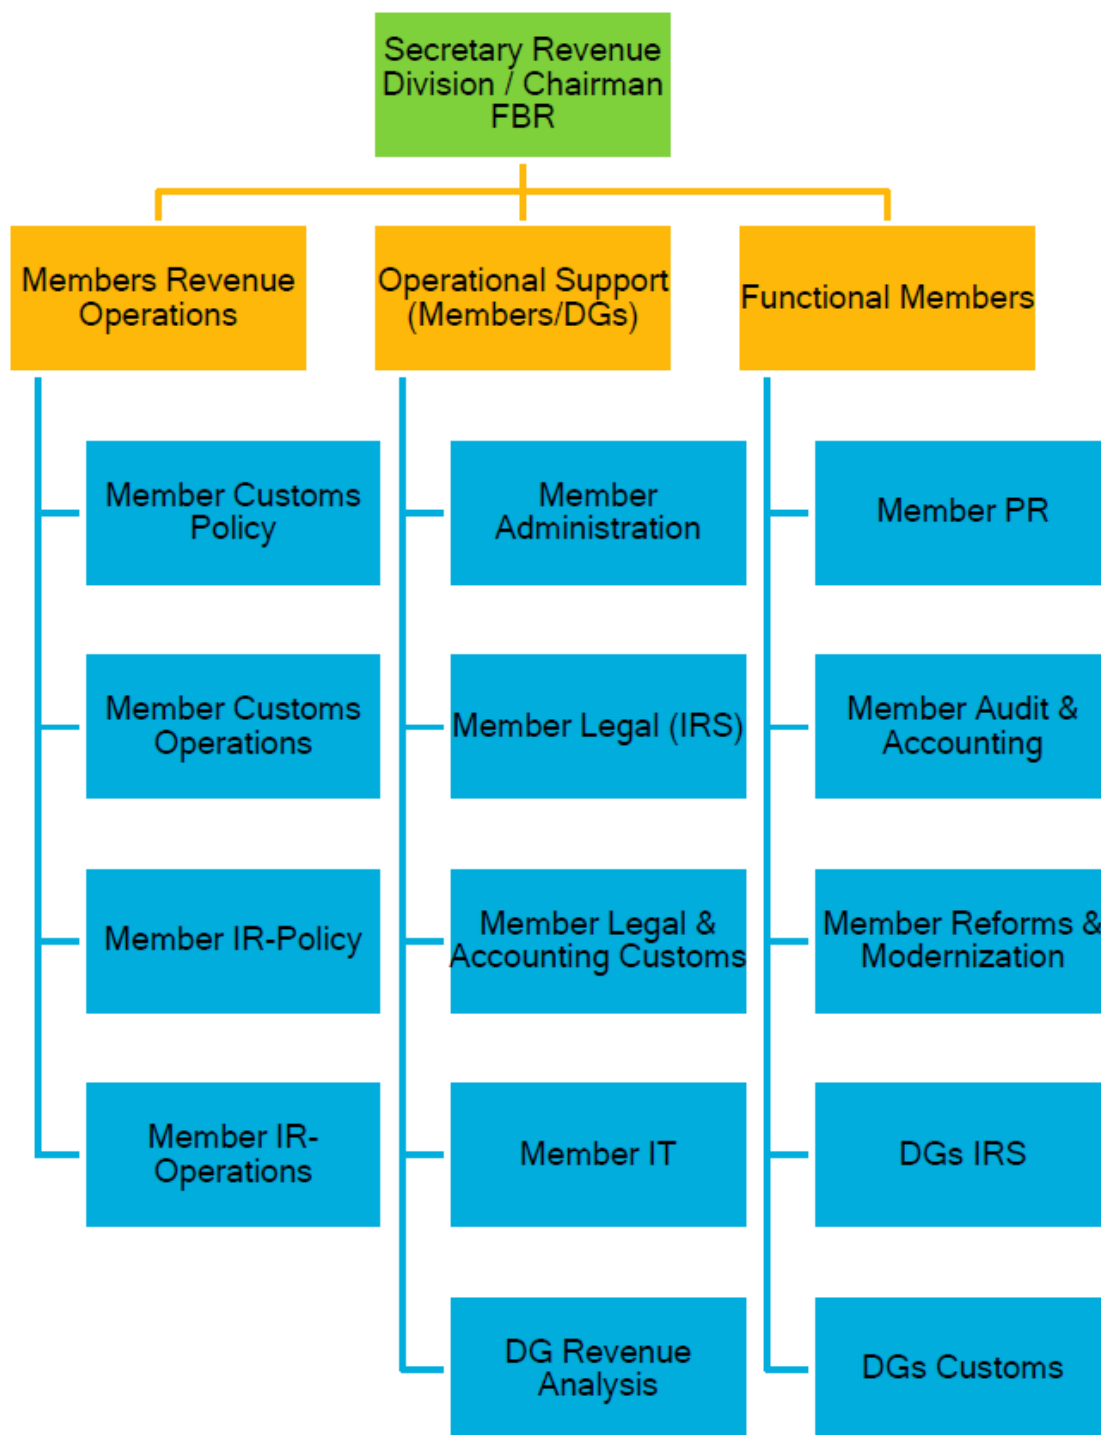 Secretary Revenue
Division / Chairman
FBR
Members Revenue
Operations
Operational Support
(Members/DGs)
Functional Members
Member Customs
Policy
Member Customs
Operations
Member IR-Policy
Member IR-
Operations
Member
Administration
Member Legal (IRS)
Member Legal &
Accounting Customs
Member IT
DG Revenue
Analysis
Member PR
Member Audit &
Accounting
Member Reforms &
Modernization
DGs IRS
DGs Customs